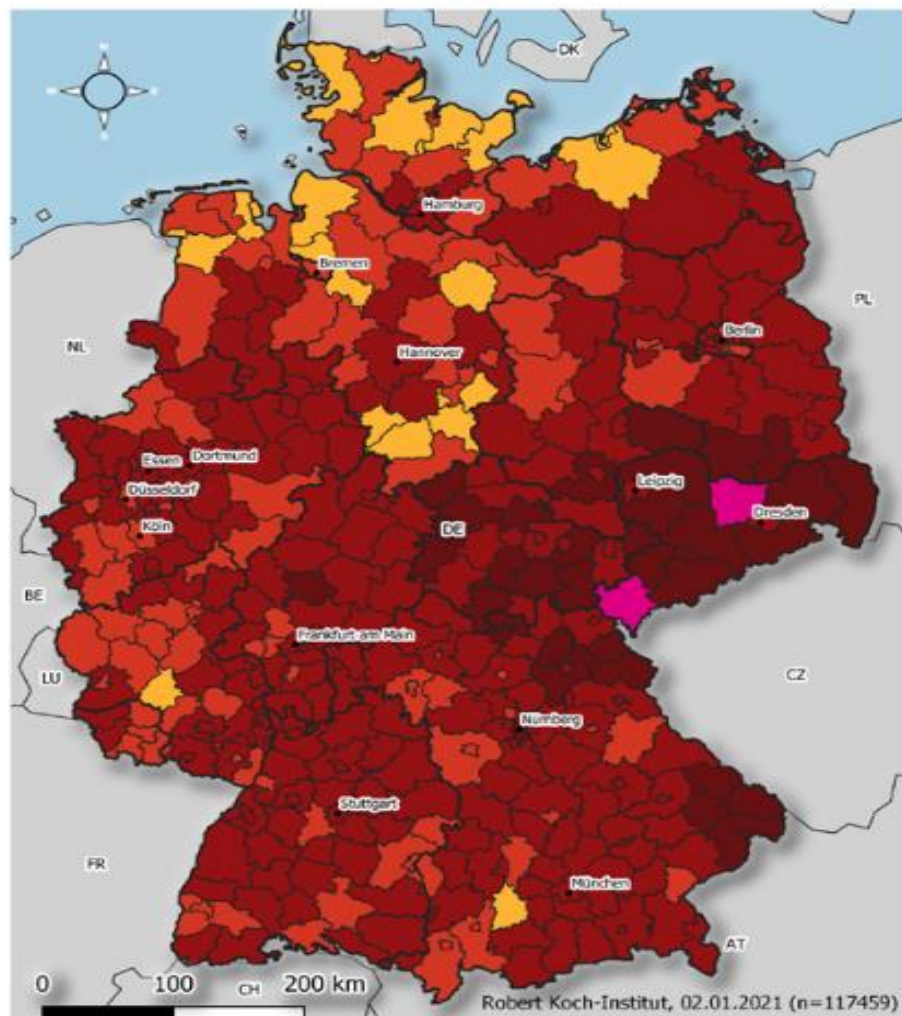 DK
Hamburg
Bremen
PL
Berlin
NL
Hannover
Essen
Dortmund
Düsseldorf
Leipzig
Köln
Dresden
DE
BE
Frankfurt am Main
LU
CZ
Nürnberg
Stuttgart
FR
München
AT
0 100 200 km
CH
Robert Koch-Institut, 02.01.2021 (n=117459)